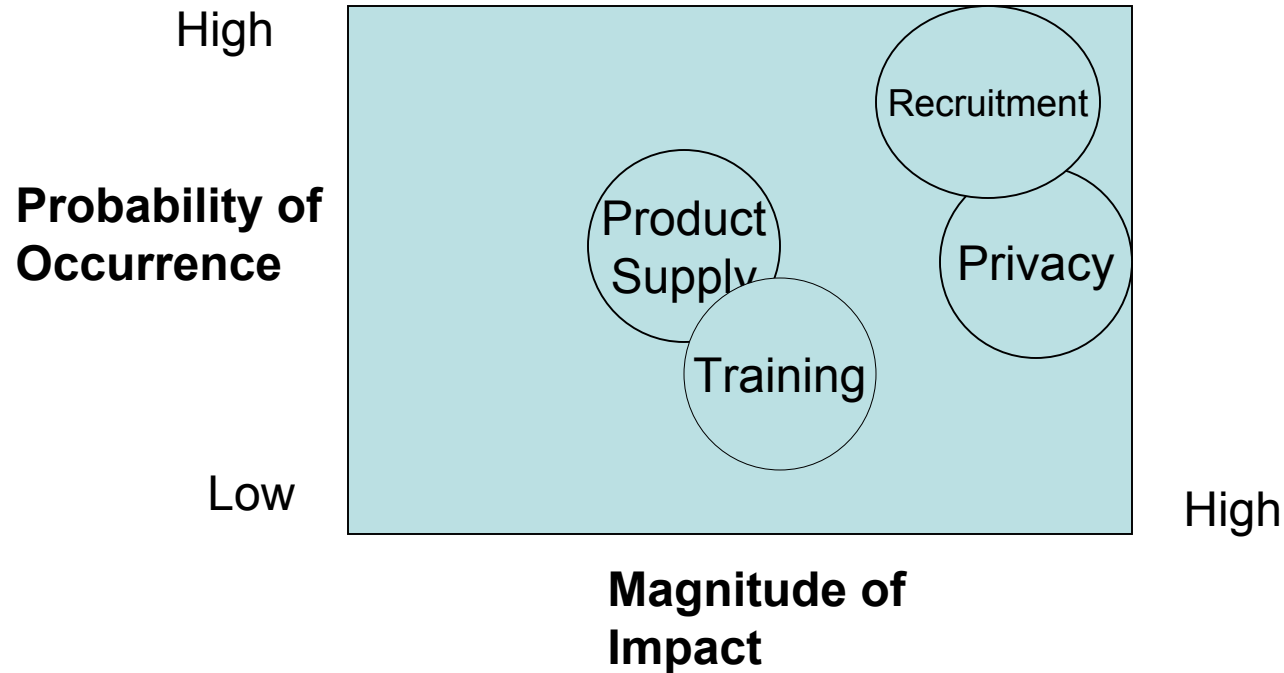 High
Recruitment
Probability of
Occurrence
Product
Supply
Privacy
Training
Low
High
Magnitude of
Impact